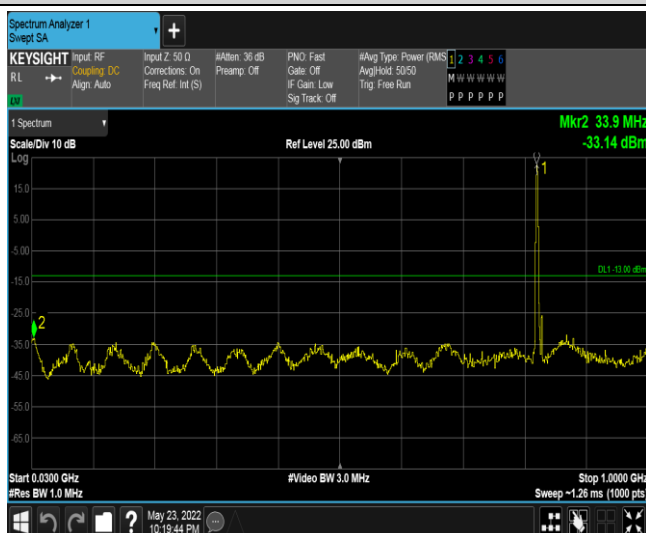 Spectrum Analyzer 1
Swept SA
+
KEYSIGHT
RL
Input: RF
Coupling: DC
Align: Auto
Input Z: 50 Ω
Corrections: On
Freq Ref: Int (S)
#Atten: 36 dB
Preamp: Off
PNO: Fast
Gate: Off
IF Gain: Low
Sig Track: Off
#Avg Type: Power (RMS
Avg|Hold: 50/50
Trig: Free Run
1 2 3 4 5 6
M W W W W W
P P P P P P
1 Spectrum
Mkr2 33.9 MHz
Scale/Div 10 dB
Ref Level 25.00 dBm
-33.14 dBm
Log
1
15.0
5.00
-5.00
DL1 -13.00 dBm
-15.0
-25.0
2
-35.0
-45.0
-55.0
-65.0
Start 0.0300 GHz
#Video BW 3.0 MHz
Stop 1.0000 GHz
#Res BW 1.0 MHz
Sweep ~1.26 ms (1000 pts)
?
May 23, 2022
10:19:44 PM